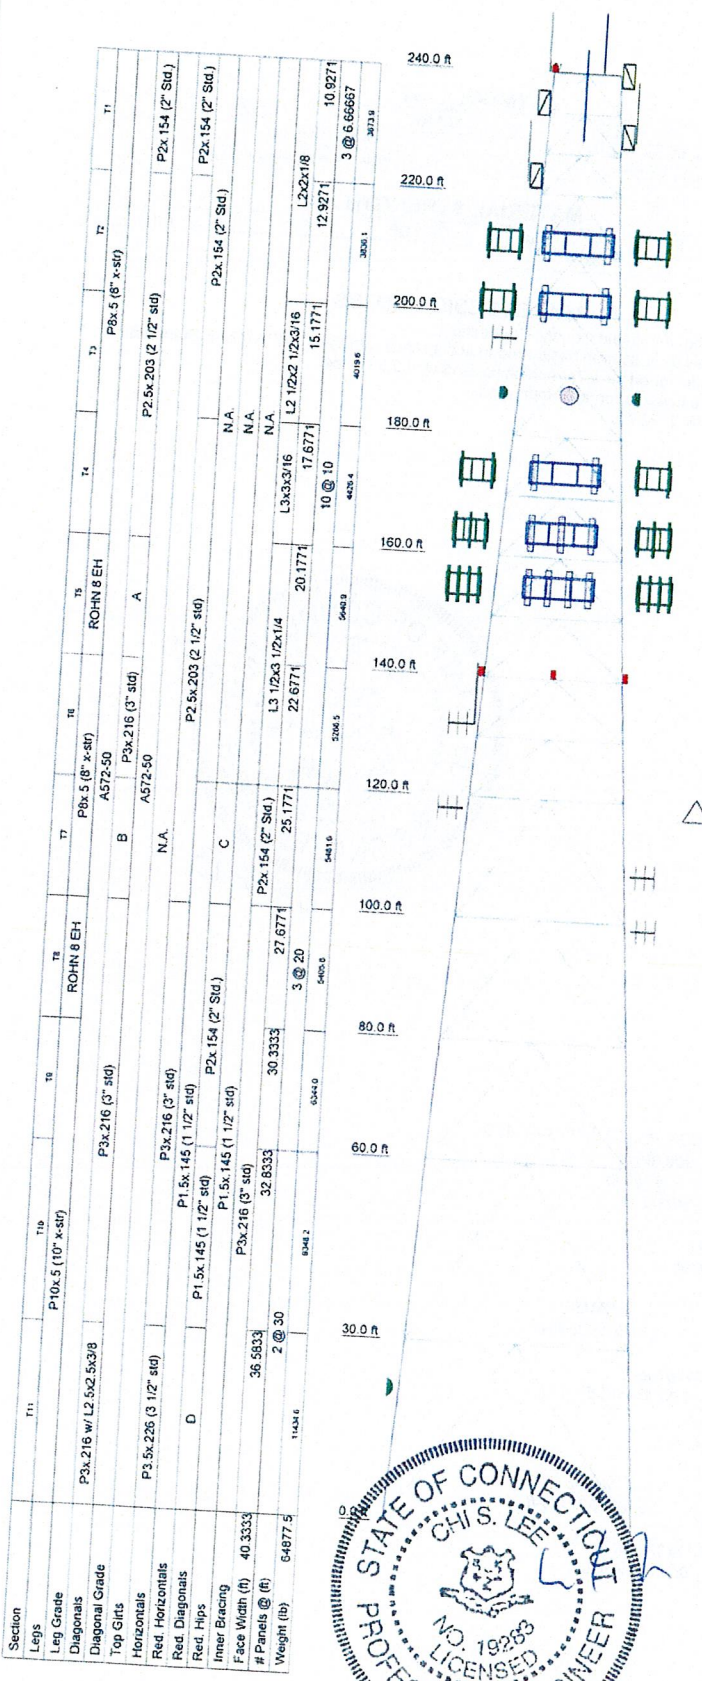 Section
T11
T10
T9
T8
T7
T6
T5
T4
T3
T2
T1
Legs
P10x.5 (10" x-str)
ROHN 8 EH
P8x.5 (8" x-str)
ROHN 8 EH
P8x.5 (8" x-str)
Leg Grade
A572-50
Diagonals
P3x.216 w/ L2.5x2.5x3/8
P3x.216 (3" std)
B
P3x.216 (3" std)
A
P2.5x.203 (2 1/2" std)
P2x.154 (2" Std.)
Diagonal Grade
A572-50
Top Girts
N.A.
P2x.154 (2" Std.)
Horizontals
P3.5x.226 (3 1/2" std)
P3x.216 (3" std)
P2.5x.203 (2 1/2" std)
P2x.154 (2" Std.)
Red. Horizontals
D
P1.5x.145 (1 1/2" std)
P2x.154 (2" Std.)
C
N.A.
Red. Diagonals
P1.5x.145 (1 1/2" std)
N.A.
Red. Hips
P1.5x.145 (1 1/2" std)
N.A.
Inner Bracing
P3x.216 (3" std)
P2x.154 (2" Std.)
L3 1/2x3 1/2x1/4
L3x3x3/16
L2 1/2x2 1/2x3/16
L2x2x1/8
Face Width (ft)
40.3333
36.5833
32.8333
30.3333
27.6771
25.1771
22.6771
20.1771
17.6771
15.1771
12.9271
10.9271
# Panels @ (ft)
2 @ 30
3 @ 20
10 @ 10
3 @ 6.66667
Weight (lb)
64877.5
11434.6
9348.2
6344.0
5405.8
5481.6
5266.5
5640.9
4426.4
4019.6
3836.1
3673.9
240.0 ft
220.0 ft
200.0 ft
180.0 ft
160.0 ft
140.0 ft
120.0 ft
100.0 ft
80.0 ft
60.0 ft
30.0 ft
STATE OF CONNECTICUT
CHI S. LEE
NO. 19283
LICENSED